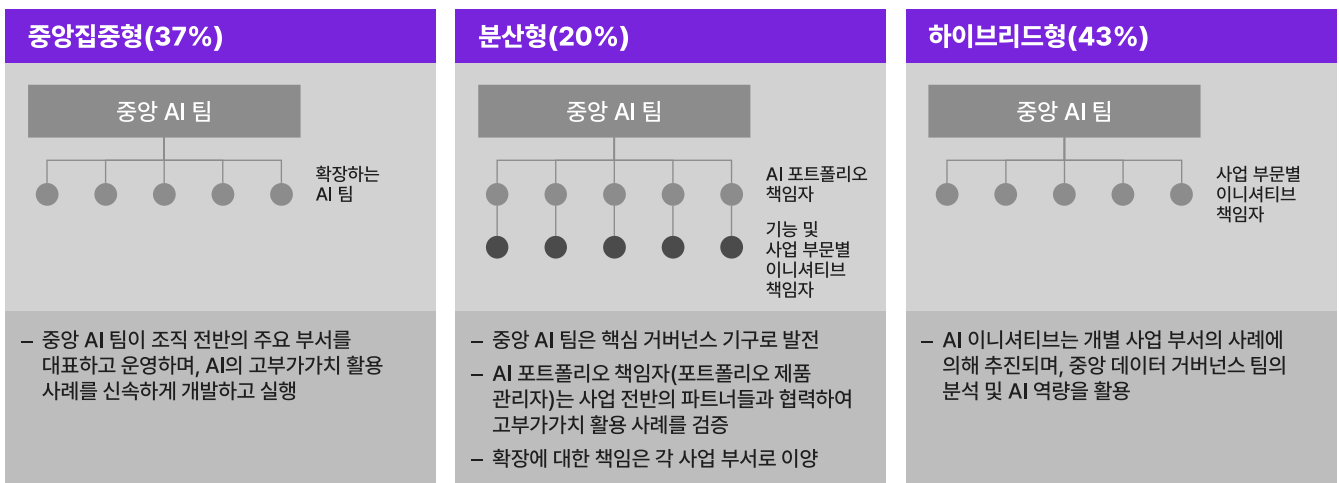 중앙집중형(37%)
중앙 AI 팀
확장하는
AI 팀
– 중앙 AI 팀이 조직 전반의 주요 부서를
대표하고 운영하며, AI의 고부가가치 활용
사례를 신속하게 개발하고 실행
분산형(20%)
중앙 AI 팀
AI 포트폴리오
책임자
기능 및
사업 부문별
이니셔티브
책임자
– 중앙 AI 팀은 핵심 거버넌스 기구로 발전
– AI 포트폴리오 책임자(포트폴리오 제품
관리자)는 사업 전반의 파트너들과 협력하여
고부가가치 활용 사례를 검증
– 확장에 대한 책임은 각 사업 부서로 이양
하이브리드형(43%)
중앙 AI 팀
사업 부문별
이니셔티브
책임자
– AI 이니셔티브는 개별 사업 부서의 사례에
의해 추진되며, 중앙 데이터 거버넌스 팀의
분석 및 AI 역량을 활용